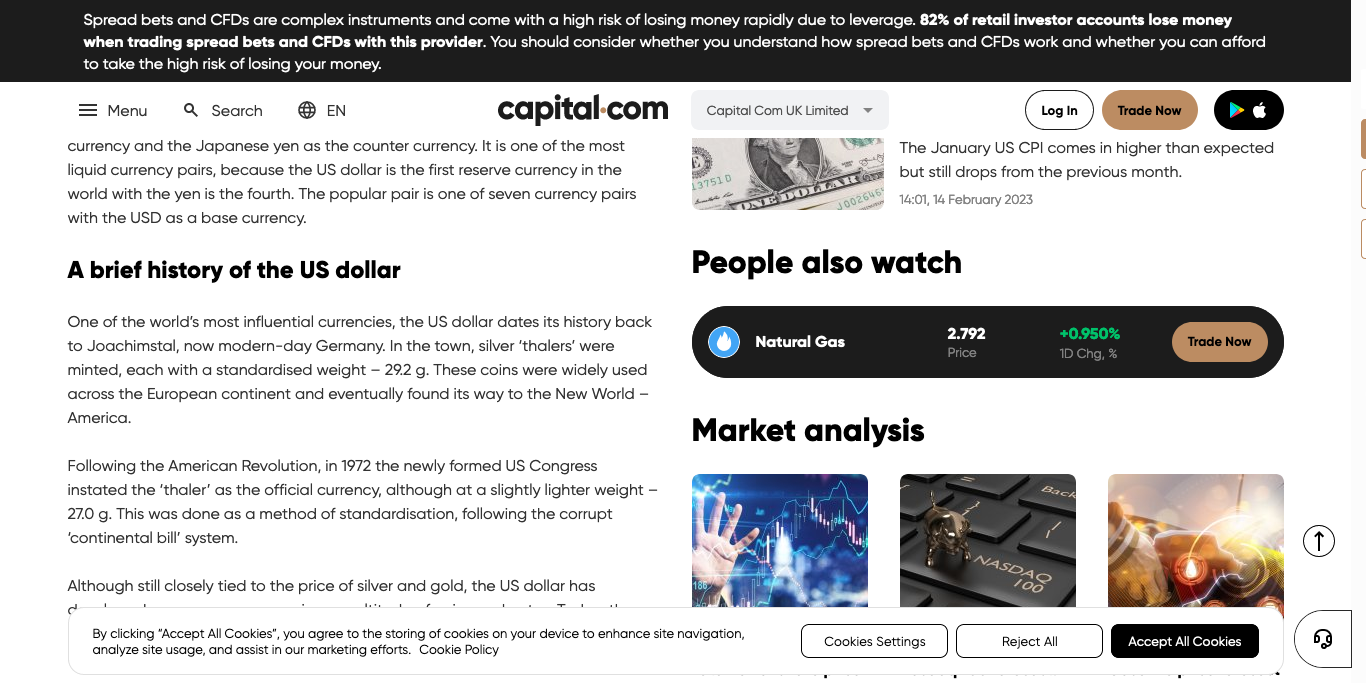 Spread bets and CFDs are complex instruments and come with a high risk of losing money rapidly due to leverage. 82% of retail investor accounts lose money
when trading spread bets and CFDs with this provider. You should consider whether you understand how spread bets and CFDs work and whether you can afford
to take the high risk of losing your money.
Menu
Search
EN
capital.com
Capital Com UK Limited
Log In
Trade Now
currency and the Japanese yen as the counter currency. It is one of the most
liquid currency pairs, because the US dollar is the first reserve currency in the
world with the yen is the fourth. The popular pair is one of seven currency pairs
with the USD as a base currency.
A brief history of the US dollar
One of the world’s most influential currencies, the US dollar dates its history back
to Joachimstal, now modern-day Germany. In the town, silver ‘thalers’ were
minted, each with a standardised weight – 29.2 g. These coins were widely used
across the European continent and eventually found its way to the New World –
America.
Following the American Revolution, in 1972 the newly formed US Congress
instated the ‘thaler’ as the official currency, although at a slightly lighter weight –
27.0 g. This was done as a method of standardisation, following the corrupt
‘continental bill’ system.
Although still closely tied to the price of silver and gold, the US dollar has
13751 D
ONE DOLLAR
The January US CPI comes in higher than expected
but still drops from the previous month.
14:01, 14 February 2023
People also watch
Natural Gas
2.792
Price
+0.950%
1D Chg, %
Trade Now
Market analysis
186
Back
NASDAQ
100
By clicking “Accept All Cookies”, you agree to the storing of cookies on your device to enhance site navigation,
analyze site usage, and assist in our marketing efforts. Cookie Policy
Cookies Settings
Reject All
Accept All Cookies